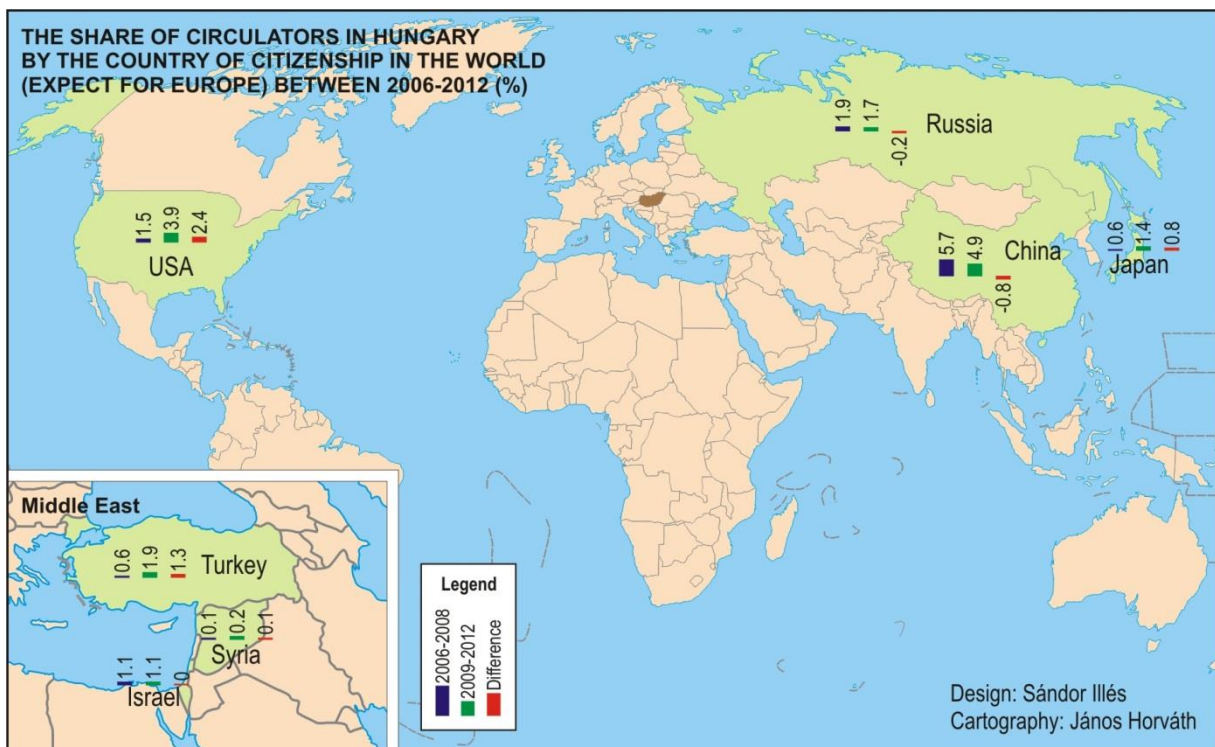 THE SHARE OF CIRCULATORS IN HUNGARY
BY THE COUNTRY OF CITIZENSHIP IN THE WORLD
(EXPECT FOR EUROPE) BETWEEN 2006-2012 (%)
1.9
1.7
-0.2
Russia
1.5
3.9
2.4
USA
5.7
4.9
-0.8
China
0.6
1.4
0.8
Japan
Middle East
0.6
1.9
1.3
Turkey
0.1
0.2
0.1
Syria
1.1
1.1
0
Israel
Legend
2006-2008
2009-2012
Difference
Design: Sándor Illés
Cartography: János Horváth